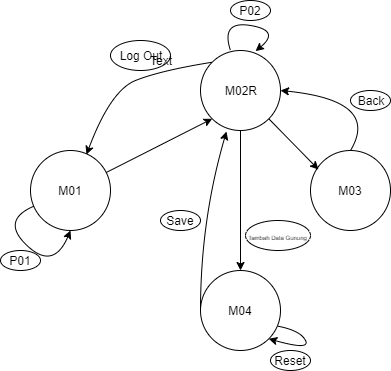 P02
Log Out
Text
M02R
Back
M01
M03
Save
Tambah Data Gunung
P01
M04
Reset